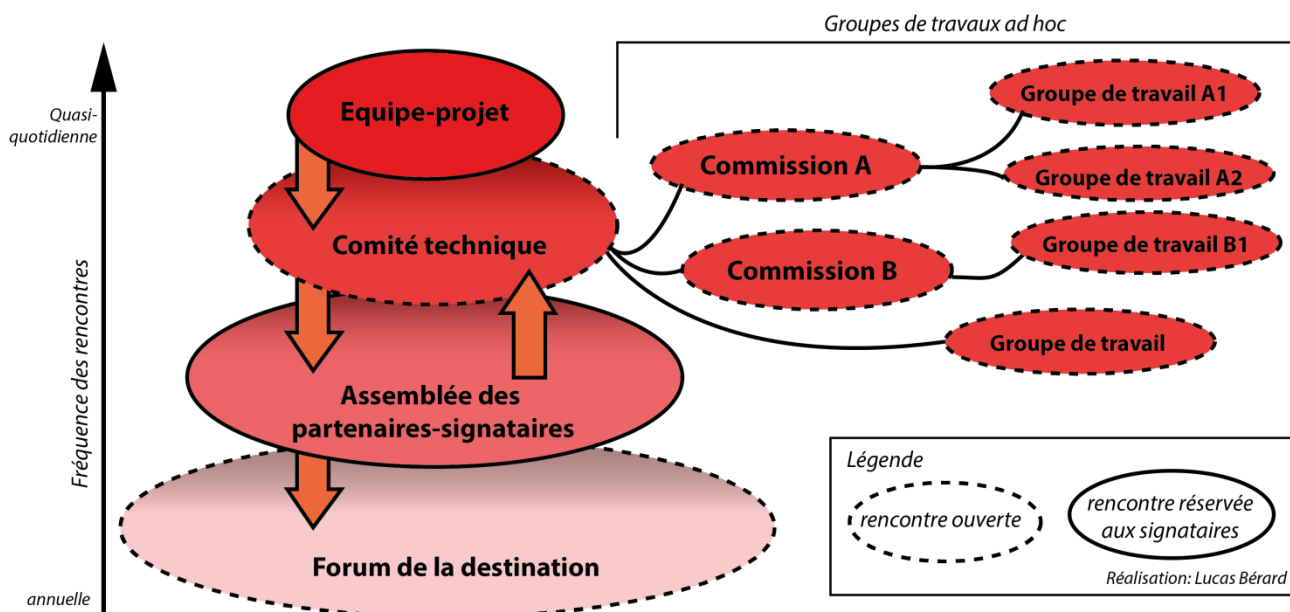 Groupes de travaux ad hoc
Fréquence des rencontres
Quasi-
quotidienne
annuelle
Equipe-projet
Comité technique
Assemblée des
partenaires-signataires
Forum de la destination
Commission A
Commission B
Groupe de travail A1
Groupe de travail A2
Groupe de travail B1
Groupe de travail
Légende
rencontre ouverte
rencontre réservée
aux signataires
Réalisation: Lucas Bérard